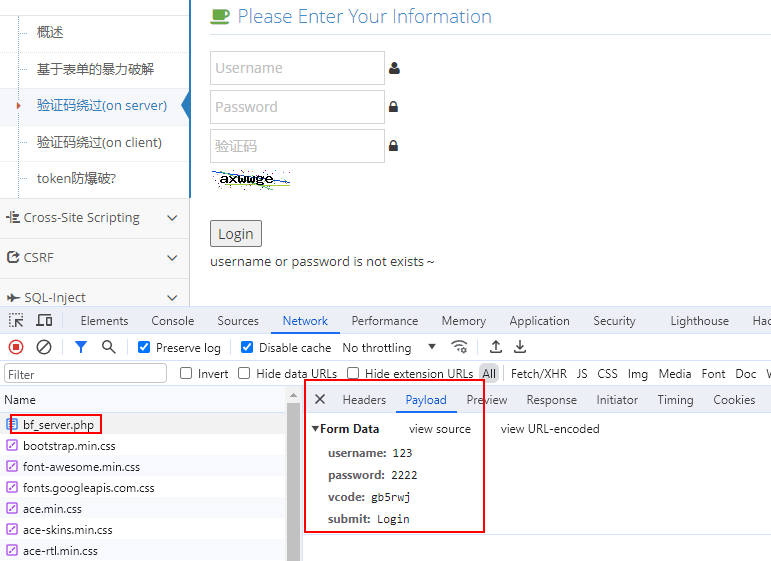 Please Enter Your Information
概述
基于表单的暴力破解
验证码绕过(on server)
验证码绕过(on client)
token防爆破?
Cross-Site Scripting
CSRF
SQL-Inject
Username
Password
验证码
axwwge
Login
username or password is not exists～
Elements Console Sources Network Performance Memory Application Security Lighthouse Hac
Preserve log Disable cache No throttling
Filter Invert Hide data URLs Hide extension URLs All Fetch/XHR JS CSS Img Media Font Doc W
Name
Headers Payload Preview Response Initiator Timing Cookies
bf_server.php
bootstrap.min.css
font-awesome.min.css
fonts.googleapis.com.css
ace.min.css
ace-skins.min.css
ace-rtl.min.css
Form Data view source view URL-encoded
username: 123
password: 2222
vcode: gb5rwj
submit: Login